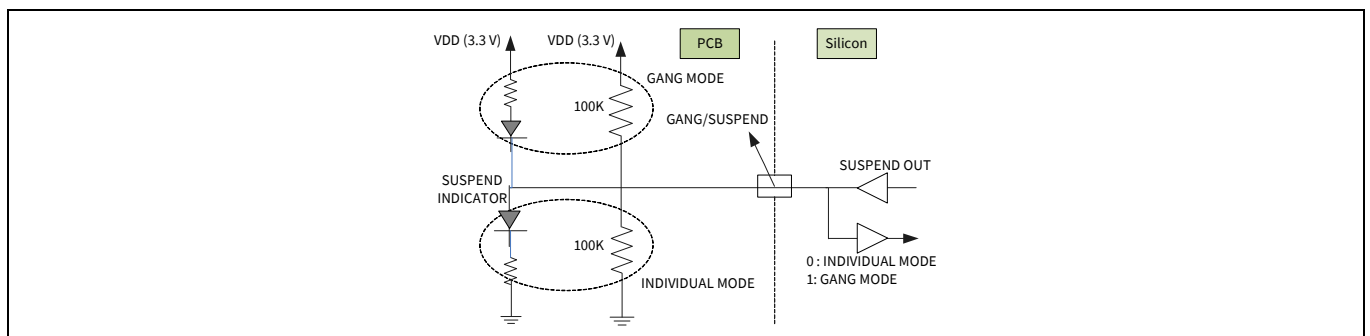 VDD (3.3 V)
VDD (3.3 V)
PCB
Silicon
GANG MODE
100K
GANG/SUSPEND
SUSPEND OUT
SUSPEND
INDICATOR
100K
0 : INDIVIDUAL MODE
1: GANG MODE
INDIVIDUAL MODE